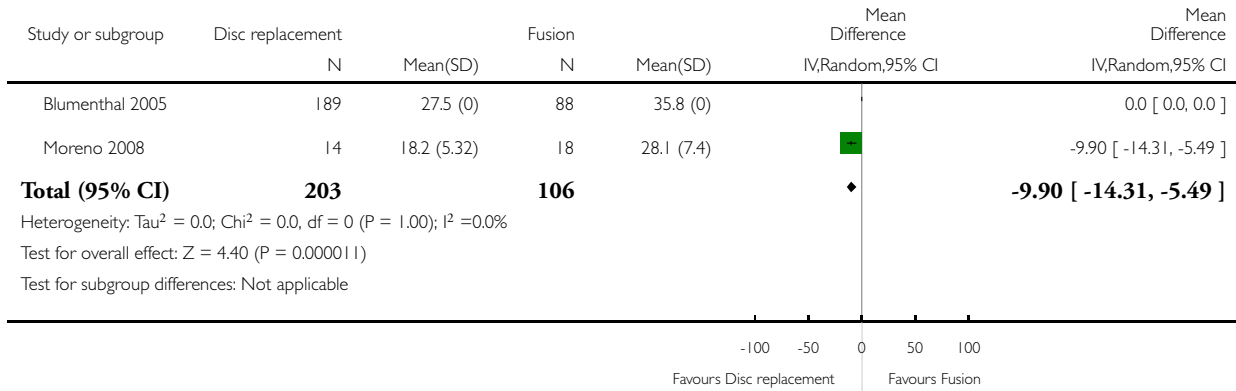 Mean Mean
Study or subgroup Disc replacement Fusion Difference Difference
N Mean(SD) N Mean(SD) IV,Random,95% CI IV,Random,95% CI
Blumenthal 2005 189 27.5 (0) 88 35.8 (0) 0.0 [ 0.0, 0.0 ]
Moreno 2008 14 18.2 (5.32) 18 28.1 (7.4) -9.90 [ -14.31, -5.49 ]
Total (95% CI) 203 106 -9.90 [ -14.31, -5.49 ]
Heterogeneity: Tau² = 0.0; Chi² = 0.0, df = 0 (P = 1.00); I² =0.0%
Test for overall effect: Z = 4.40 (P = 0.000011)
Test for subgroup differences: Not applicable
-100 -50 0 50 100
Favours Disc replacement Favours Fusion